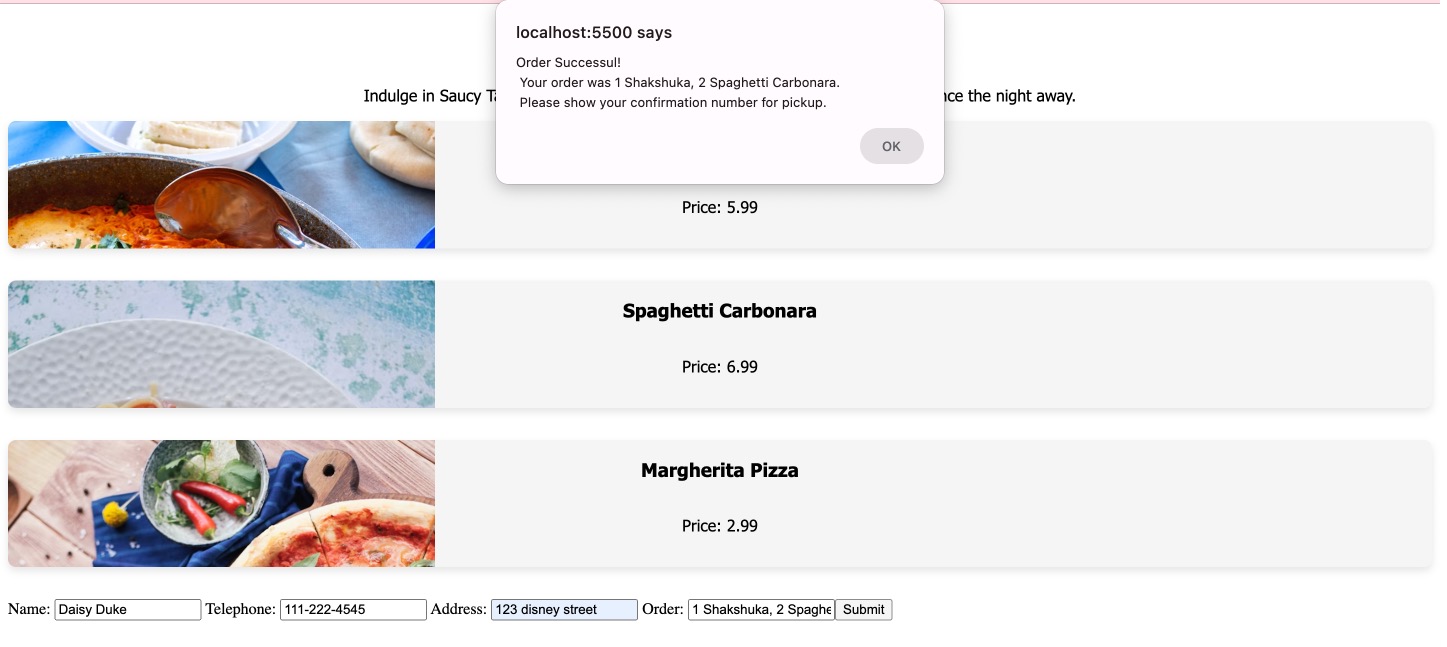 localhost:5500 says
Order Successul!
Your order was 1 Shakshuka, 2 Spaghetti Carbonara.
Please show your confirmation number for pickup.
OK
Indulge in Saucy the night away.
Price: 5.99
Spaghetti Carbonara
Price: 6.99
Margherita Pizza
Price: 2.99
Name: Daisy Duke Telephone: 111-222-4545 Address: 123 disney street Order: 1 Shakshuka, 2 Spaghe Submit